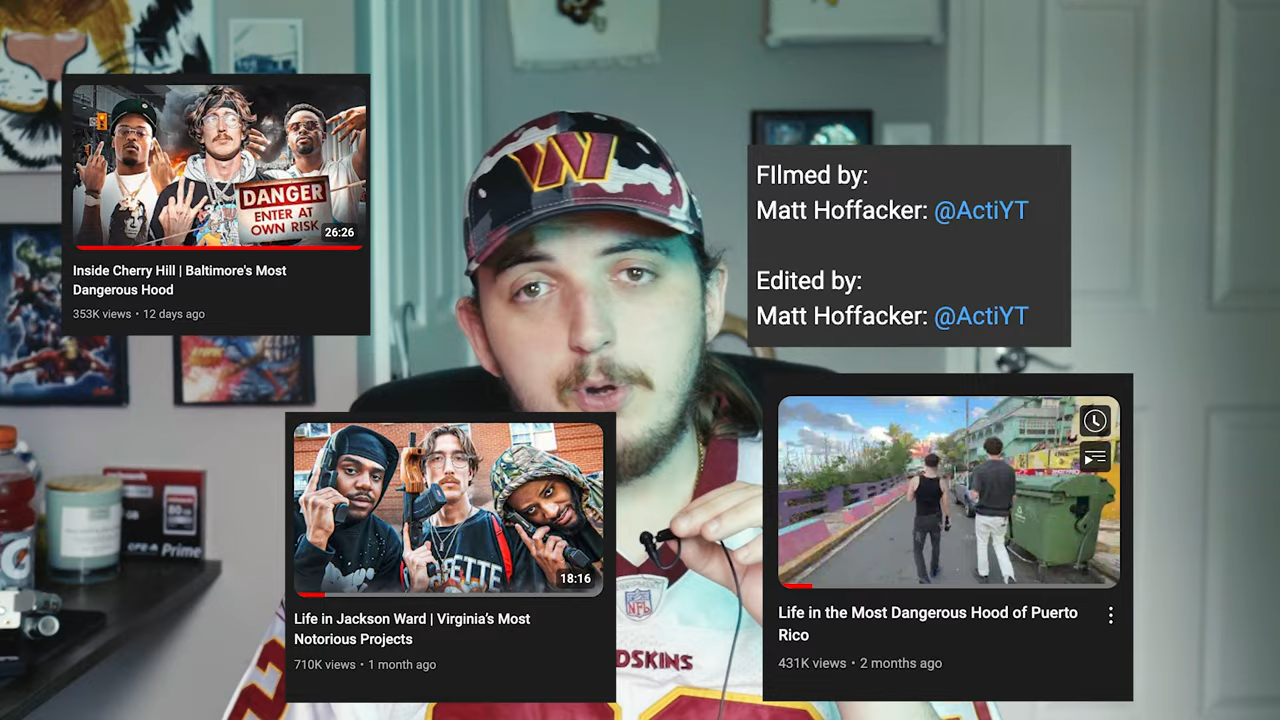 W
DANGER
ENTER AT
OWN RISK
26:26
Inside Cherry Hill | Baltimore's Most
Dangerous Hood
353K views • 12 days ago
FIlmed by:
Matt Hoffacker: @ActiYT
Edited by:
Matt Hoffacker: @ActiYT
18:16
Life in Jackson Ward | Virginia's Most
Notorious Projects
710K views • 1 month ago
Life in the Most Dangerous Hood of Puerto
Rico
431K views • 2 months ago
G
Prime
NFL
DSKINS